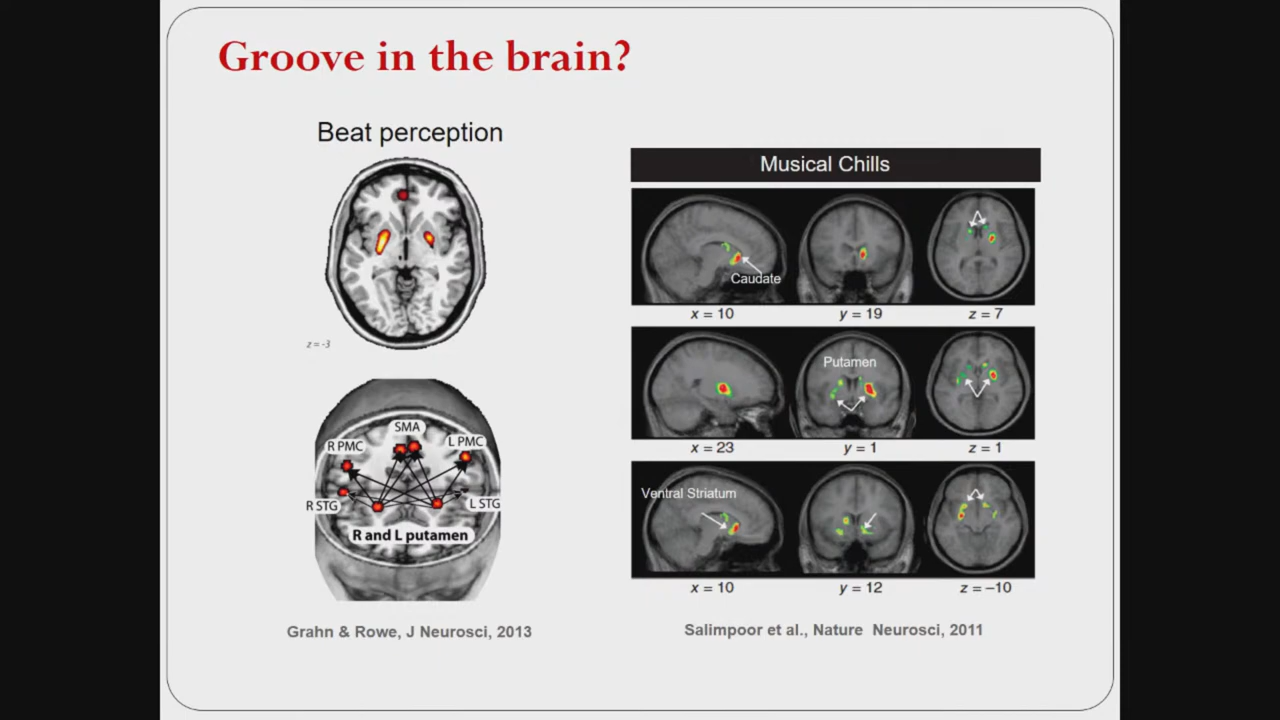 Groove in the brain?
Beat perception
z = -3
SMA
R PMC
L PMC
R STG
L STG
R and L putamen
Grahn & Rowe, J Neurosci, 2013
Musical Chills
Caudate
x = 10
y = 19
z = 7
Putamen
x = 23
y = 1
z = 1
Ventral Striatum
x = 10
y = 12
z = –10
Salimpoor et al., Nature Neurosci, 2011